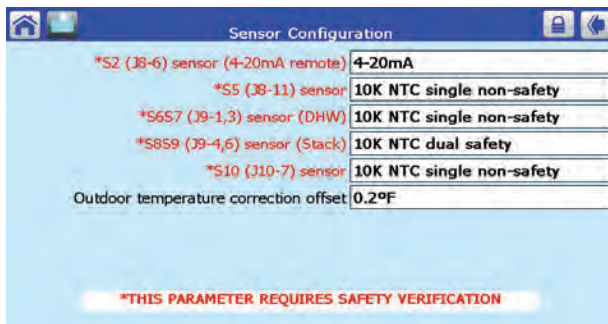 Sensor Configuration
*S2 (J8-6) sensor (4-20mA remote) 4-20mA
*S5 (J8-11) sensor 10K NTC single non-safety
*S6S7 (J9-1,3) sensor (DHW) 10K NTC single non-safety
*S8S9 (J9-4,6) sensor (Stack) 10K NTC dual safety
*S10 (J10-7) sensor 10K NTC single non-safety
Outdoor temperature correction offset 0.2ºF
*THIS PARAMETER REQUIRES SAFETY VERIFICATION